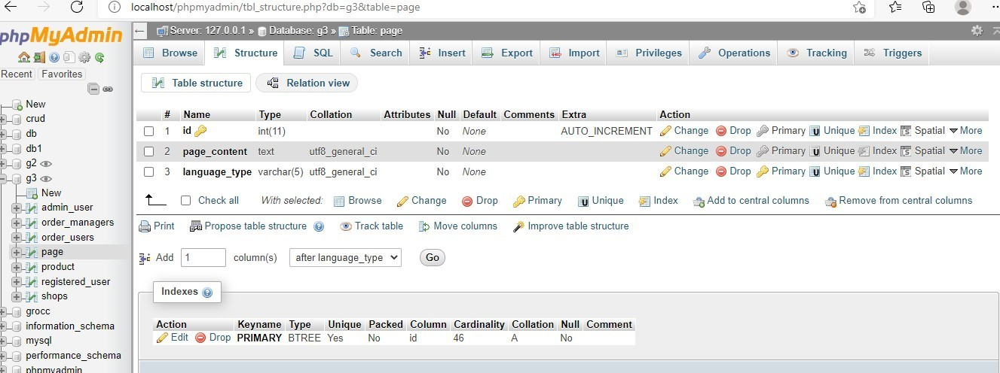 localhost/phpmyadmin/tbl_structure.php?db=g3&table=page
phpMyAdmin
Recent Favorites
New
crud
db
db1
g2
g3
New
admin_user
order_managers
order_users
page
product
registered_user
shops
grocc
information_schema
mysql
performance_schema
phpmyadmin
Server: 127.0.0.1 » Database: g3 » Table: page
Browse Structure SQL Search Insert Export Import Privileges Operations Tracking Triggers
Table structure Relation view
# Name Type Collation Attributes Null Default Comments Extra Action
1 id int(11) No None AUTO_INCREMENT Change Drop Primary Unique Index Spatial More
2 page_content text utf8_general_ci No None Change Drop Primary Unique Index Spatial More
3 language_type varchar(5) utf8_general_ci No None Change Drop Primary Unique Index Spatial More
Check all With selected: Browse Change Drop Primary Unique Index Add to central columns Remove from central columns
Print Propose table structure Track table Move columns Improve table structure
Add 1 column(s) after language_type Go
Indexes
Action Keyname Type Unique Packed Column Cardinality Collation Null Comment
Edit Drop PRIMARY BTREE Yes No id 46 A No